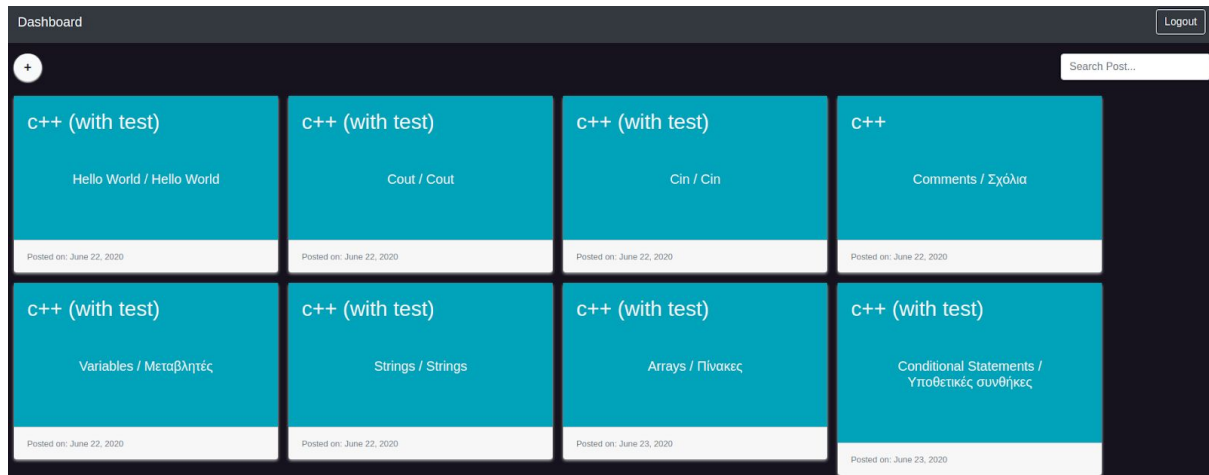 Dashboard
Logout
+
Search Post...
c++ (with test)
Hello World / Hello World
Posted on: June 22, 2020
c++ (with test)
Cout / Cout
Posted on: June 22, 2020
c++ (with test)
Cin / Cin
Posted on: June 22, 2020
c++
Comments / Σχόλια
Posted on: June 22, 2020
c++ (with test)
Variables / Μεταβλητές
Posted on: June 22, 2020
c++ (with test)
Strings / Strings
Posted on: June 22, 2020
c++ (with test)
Arrays / Πίνακες
Posted on: June 23, 2020
c++ (with test)
Conditional Statements /
Υποθετικές συνθήκες
Posted on: June 23, 2020